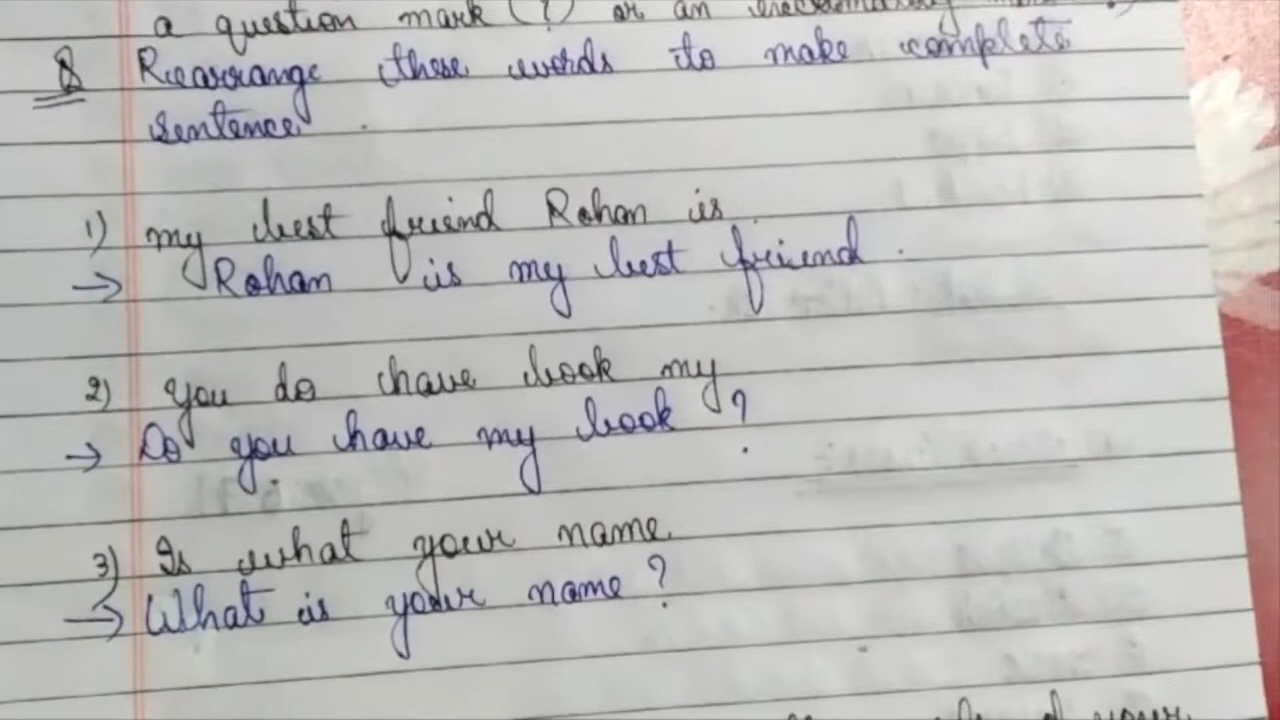 a question mark (?) or an
Q Rearrange these words to make complete
sentence.
1) my best friend Rohan is
→ Rohan is my best friend.
2) you do have book my
→ Do you have my book?
3) Is what your name.
→ What is your name?
of your